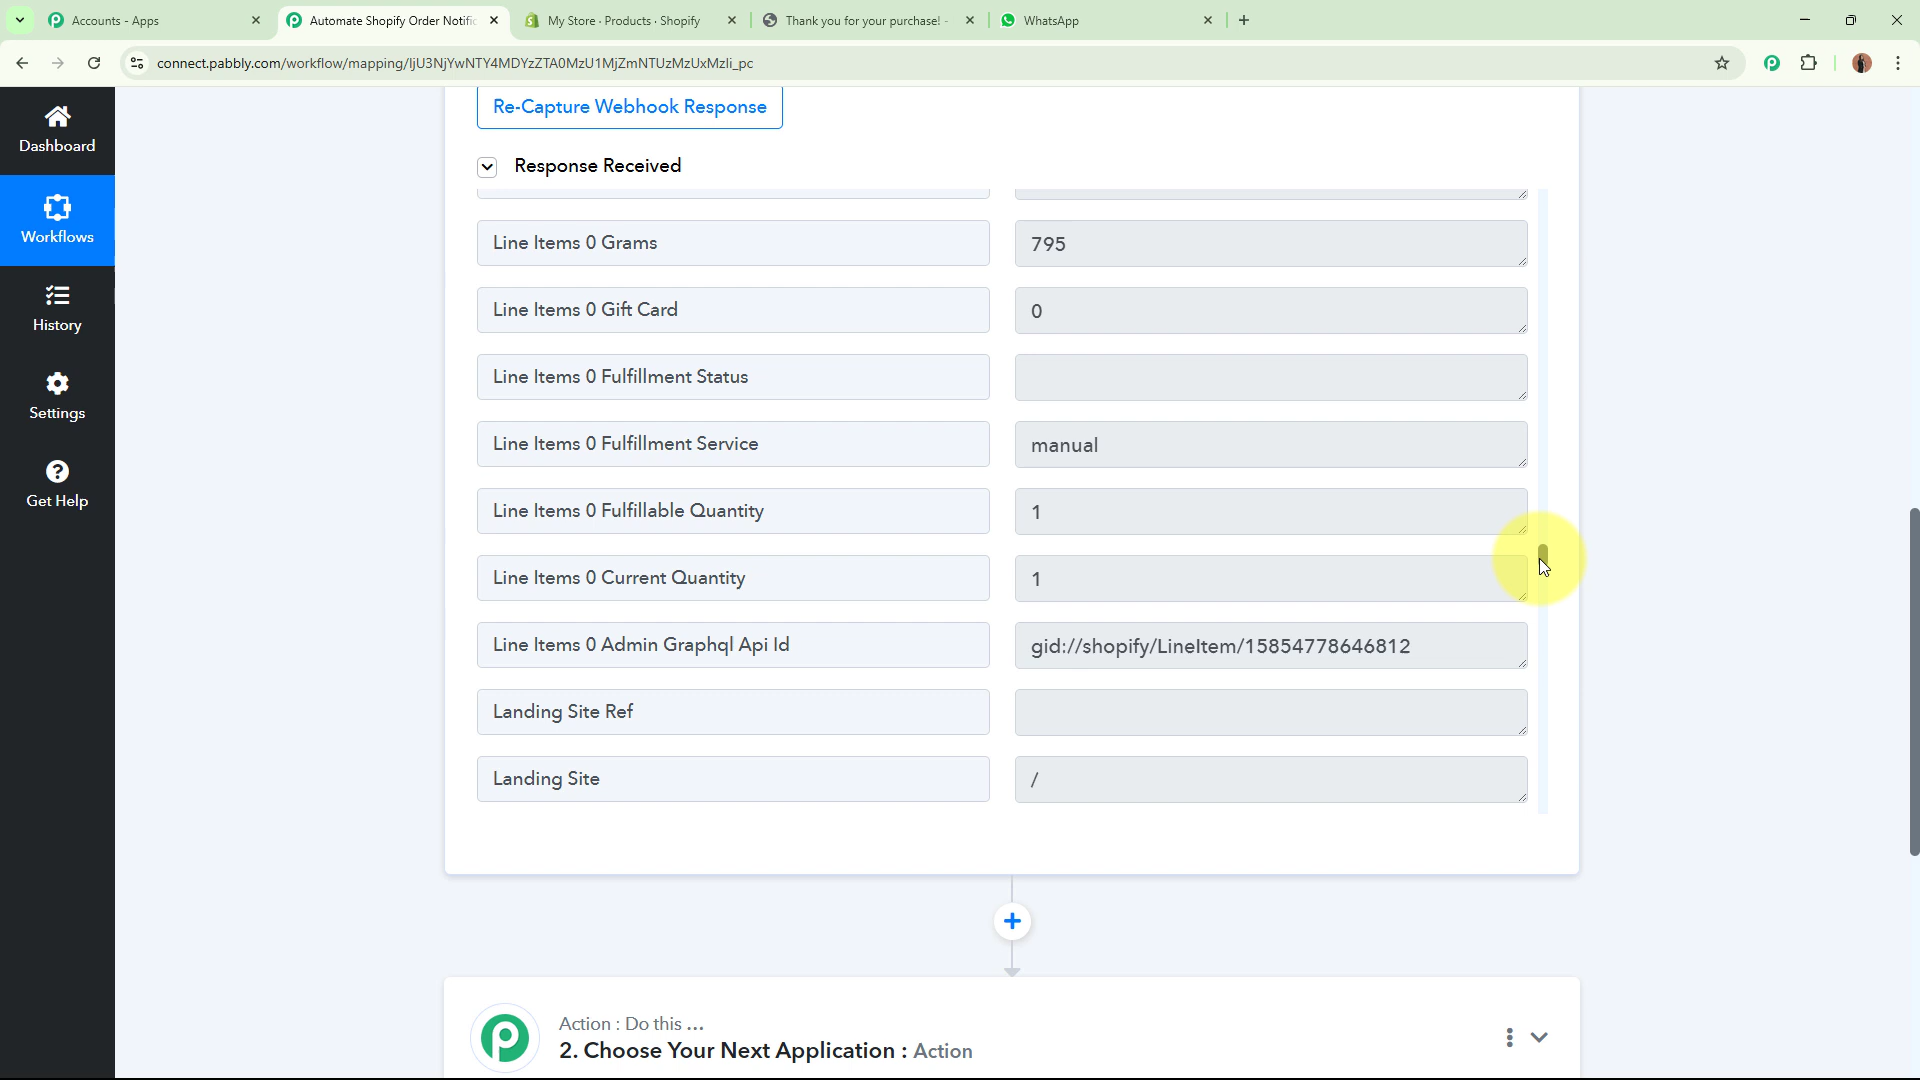 Accounts - Apps
Automate Shopify Order Notific
My Store · Products · Shopify
Thank you for your purchase! -
WhatsApp
connect.pabbly.com/workflow/mapping/IjU3NjYwNTY4MDYzZTA0MzU1MjZmNTUzMzUxMzIi_pc
Dashboard
Workflows
History
Settings
Get Help
Re-Capture Webhook Response
Response Received
Line Items 0 Grams
795
Line Items 0 Gift Card
0
Line Items 0 Fulfillment Status
Line Items 0 Fulfillment Service
manual
Line Items 0 Fulfillable Quantity
1
Line Items 0 Current Quantity
1
Line Items 0 Admin Graphql Api Id
gid://shopify/LineItem/15854778646812
Landing Site Ref
Landing Site
/
Action : Do this ...
2. Choose Your Next Application : Action